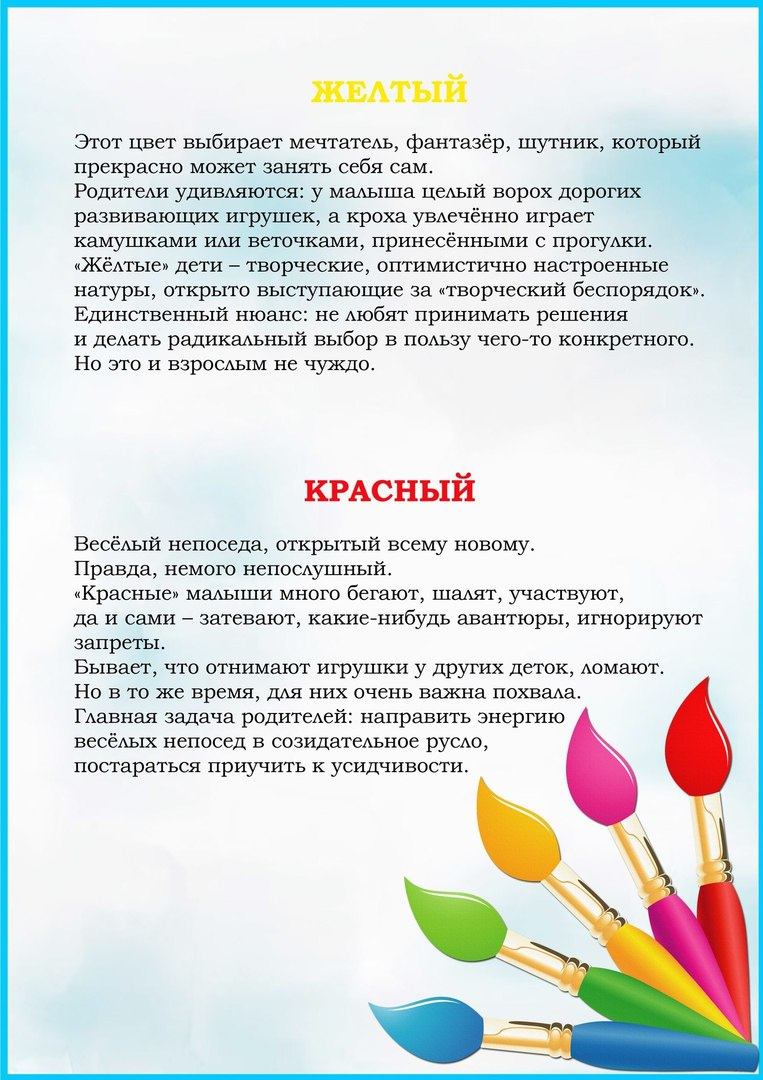 ЖЕЛТЫЙ
Этот цвет выбирает мечтатель, фантазёр, шутник, который
прекрасно может занять себя сам.
Родители удивляются: у малыша целый ворох дорогих
развивающих игрушек, а кроха увлечённо играет
камушками или веточками, принесёнными с прогулки.
«Жёлтые» дети – творческие, оптимистично настроенные
натуры, открыто выступающие за «творческий беспорядок».
Единственный нюанс: не любят принимать решения
и делать радикальный выбор в пользу чего-то конкретного.
Но это и взрослым не чуждо.
КРАСНЫЙ
Весёлый непоседа, открытый всему новому.
Правда, немого непослушный.
«Красные» малыши много бегают, шалят, участвуют,
да и сами – затевают, какие-нибудь авантюры, игнорируют
запреты.
Бывает, что отнимают игрушки у других деток, ломают.
Но в то же время, для них очень важна похвала.
Главная задача родителей: направить энергию
весёлых непосед в созидательное русло,
постараться приучить к усидчивости.